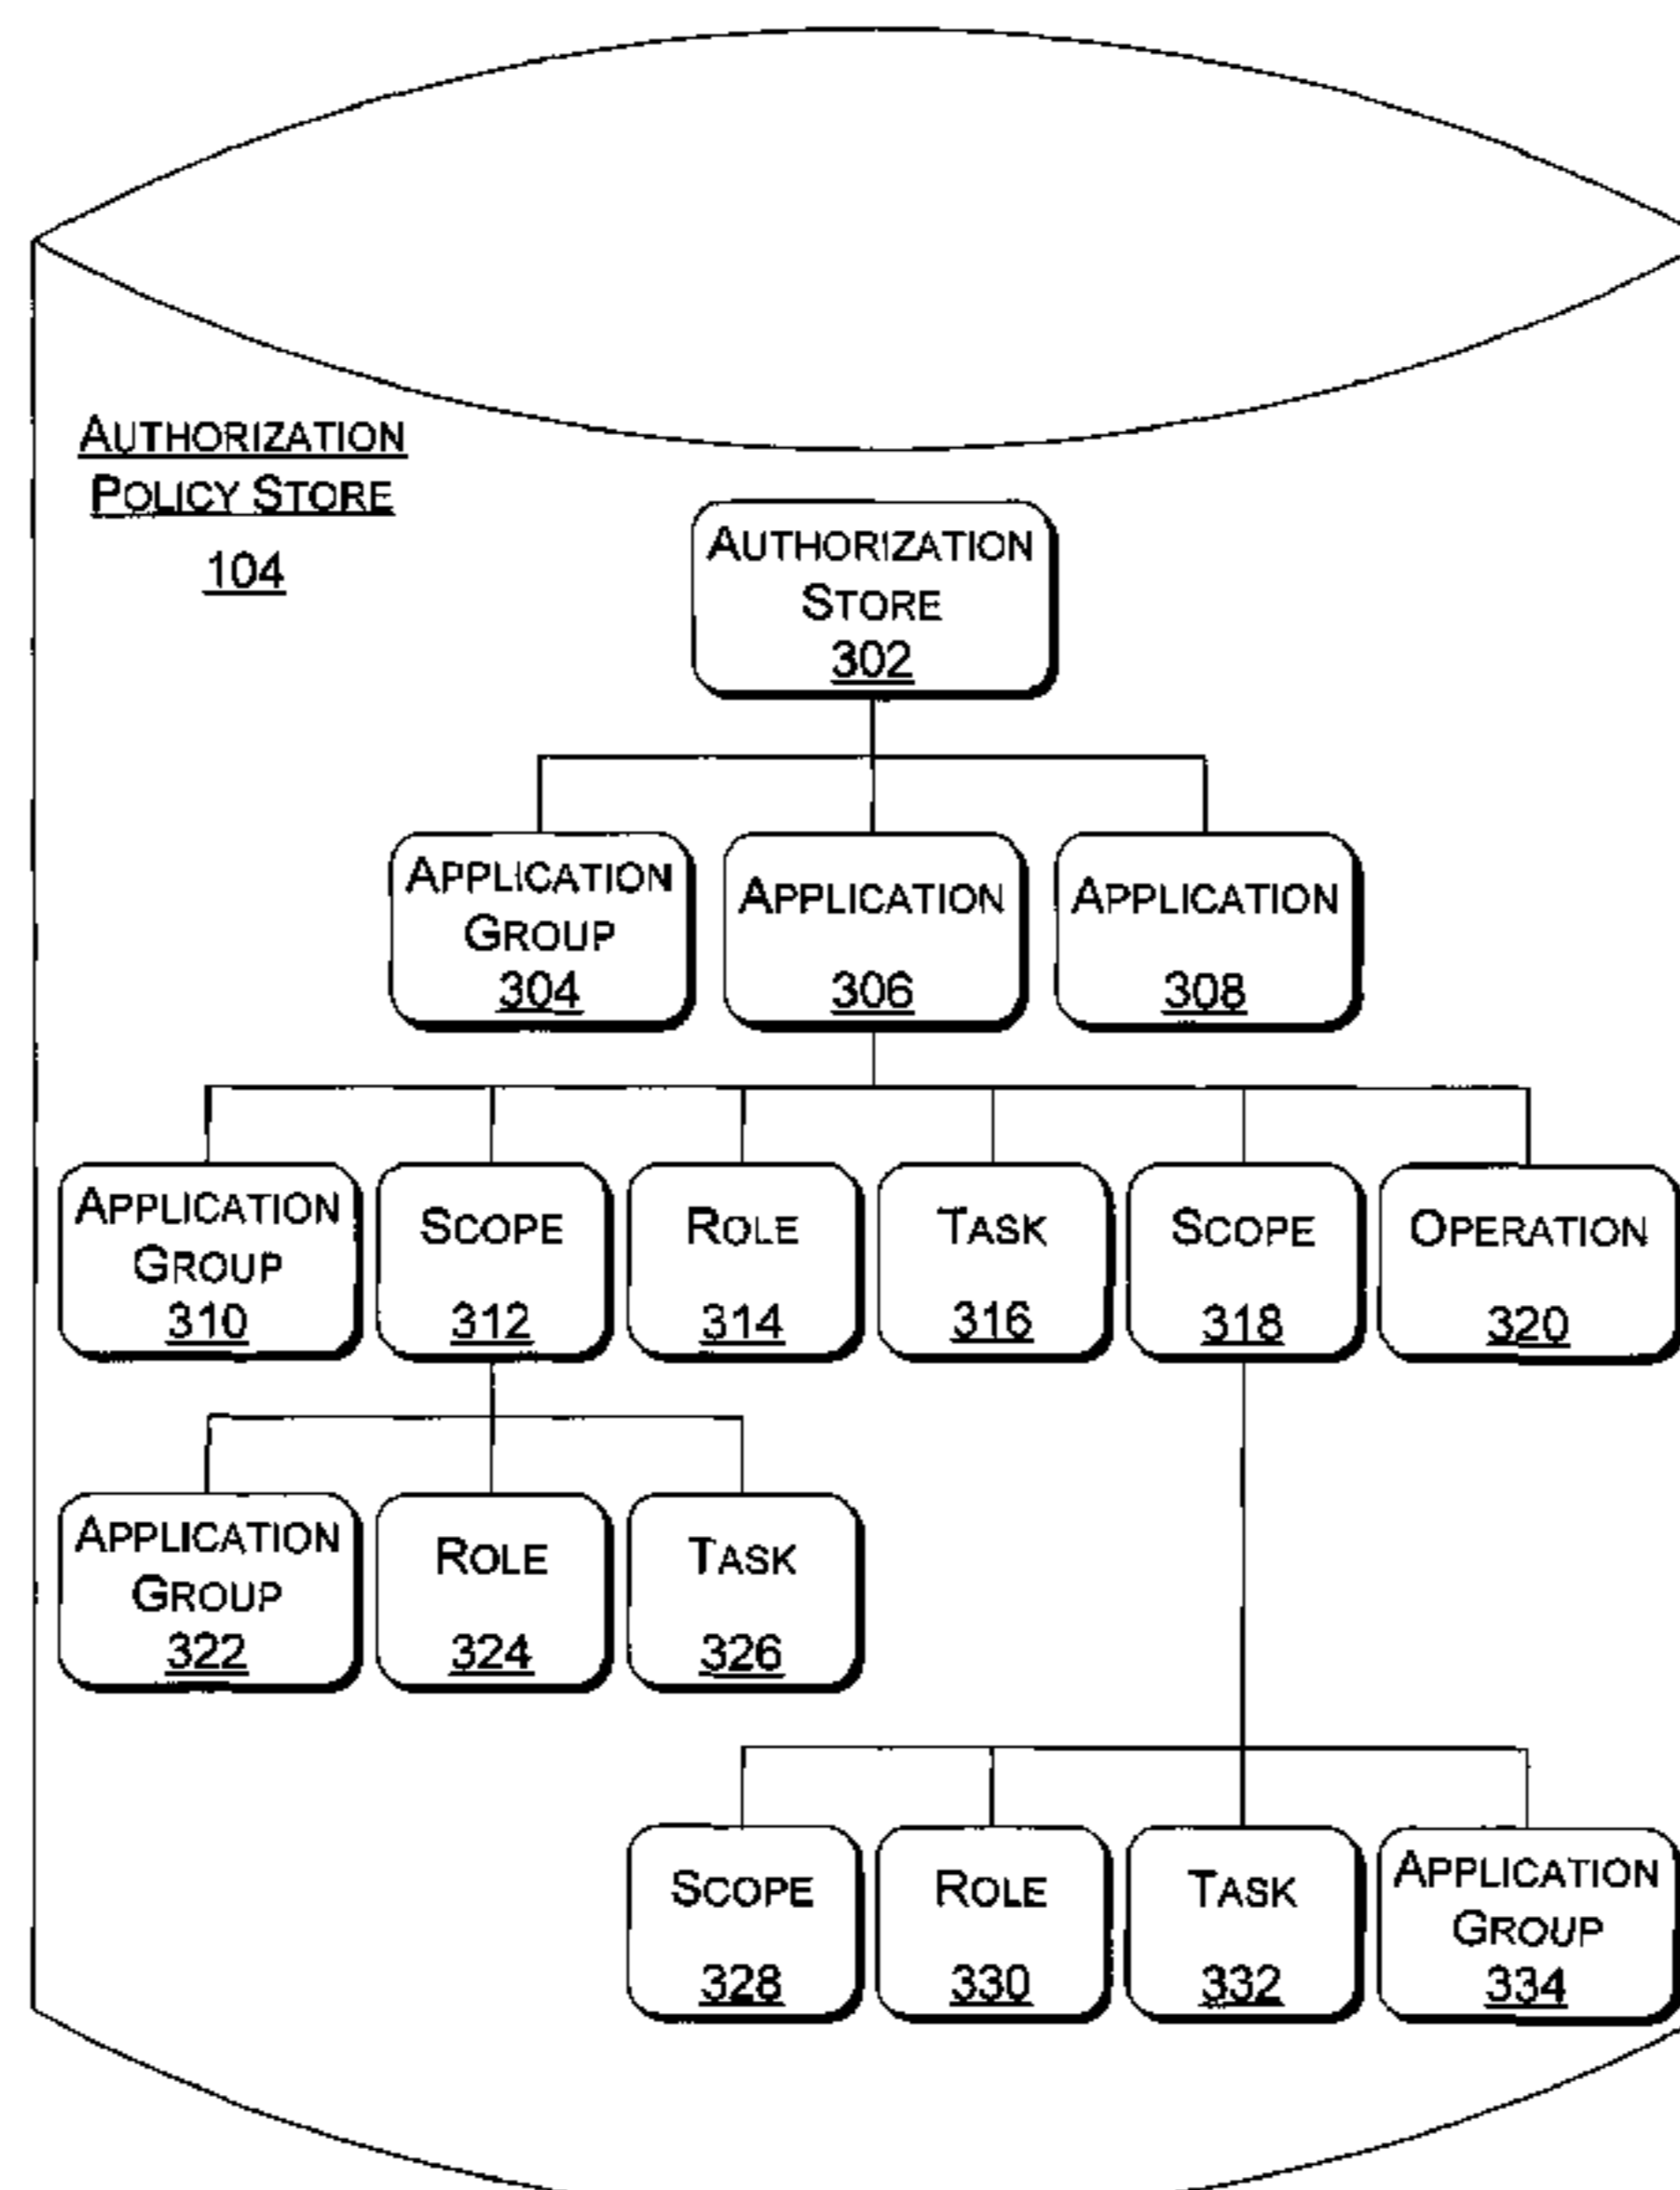 AUTHORIZATION
POLICY STORE
104
AUTHORIZATION
STORE
302
APPLICATION
GROUP
304
APPLICATION
306
APPLICATION
308
APPLICATION
GROUP
310
SCOPE
312
ROLE
314
TASK
316
SCOPE
318
OPERATION
320
APPLICATION
GROUP
322
ROLE
324
TASK
326
SCOPE
328
ROLE
330
TASK
332
APPLICATION
GROUP
334